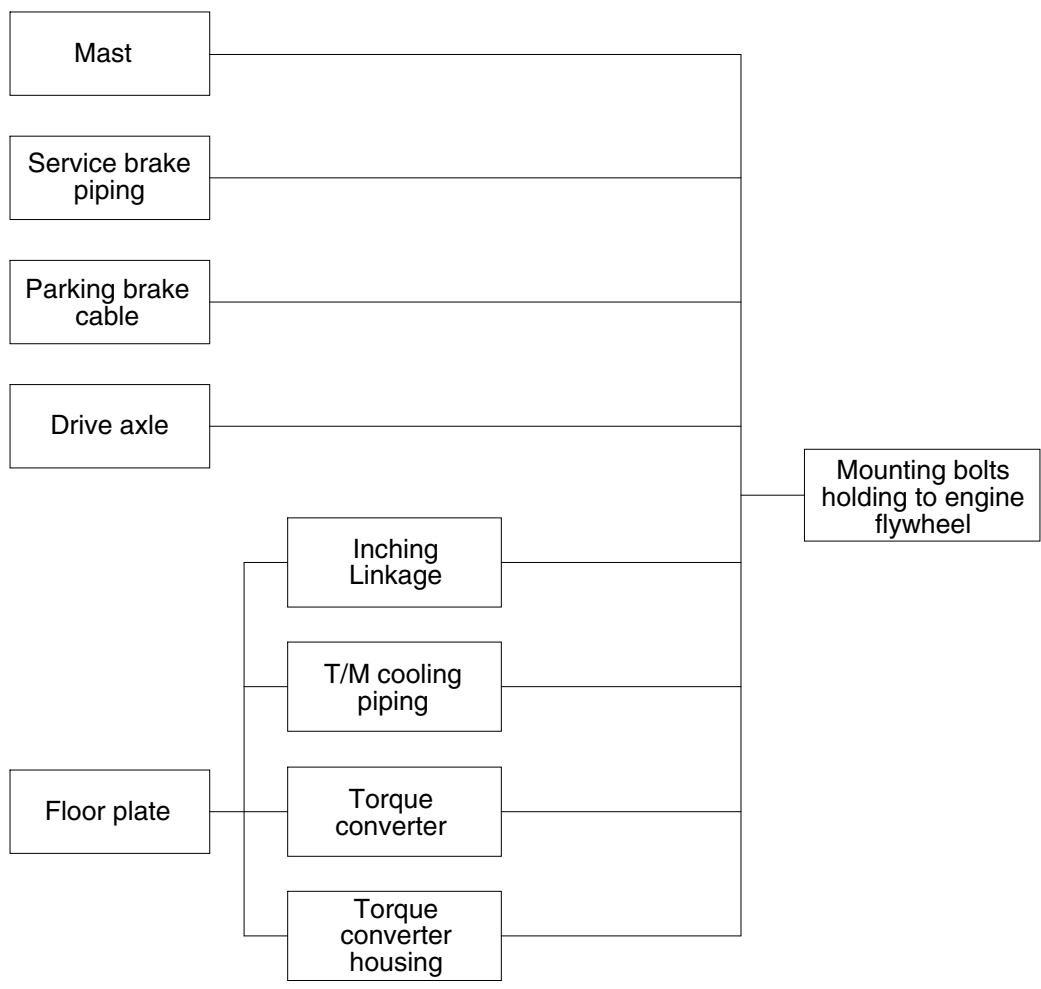 Mast
Service brake
piping
Parking brake
cable
Drive axle
Mounting bolts
holding to engine
flywheel
Inching
Linkage
T/M cooling
piping
Floor plate
Torque
converter
Torque
converter
housing